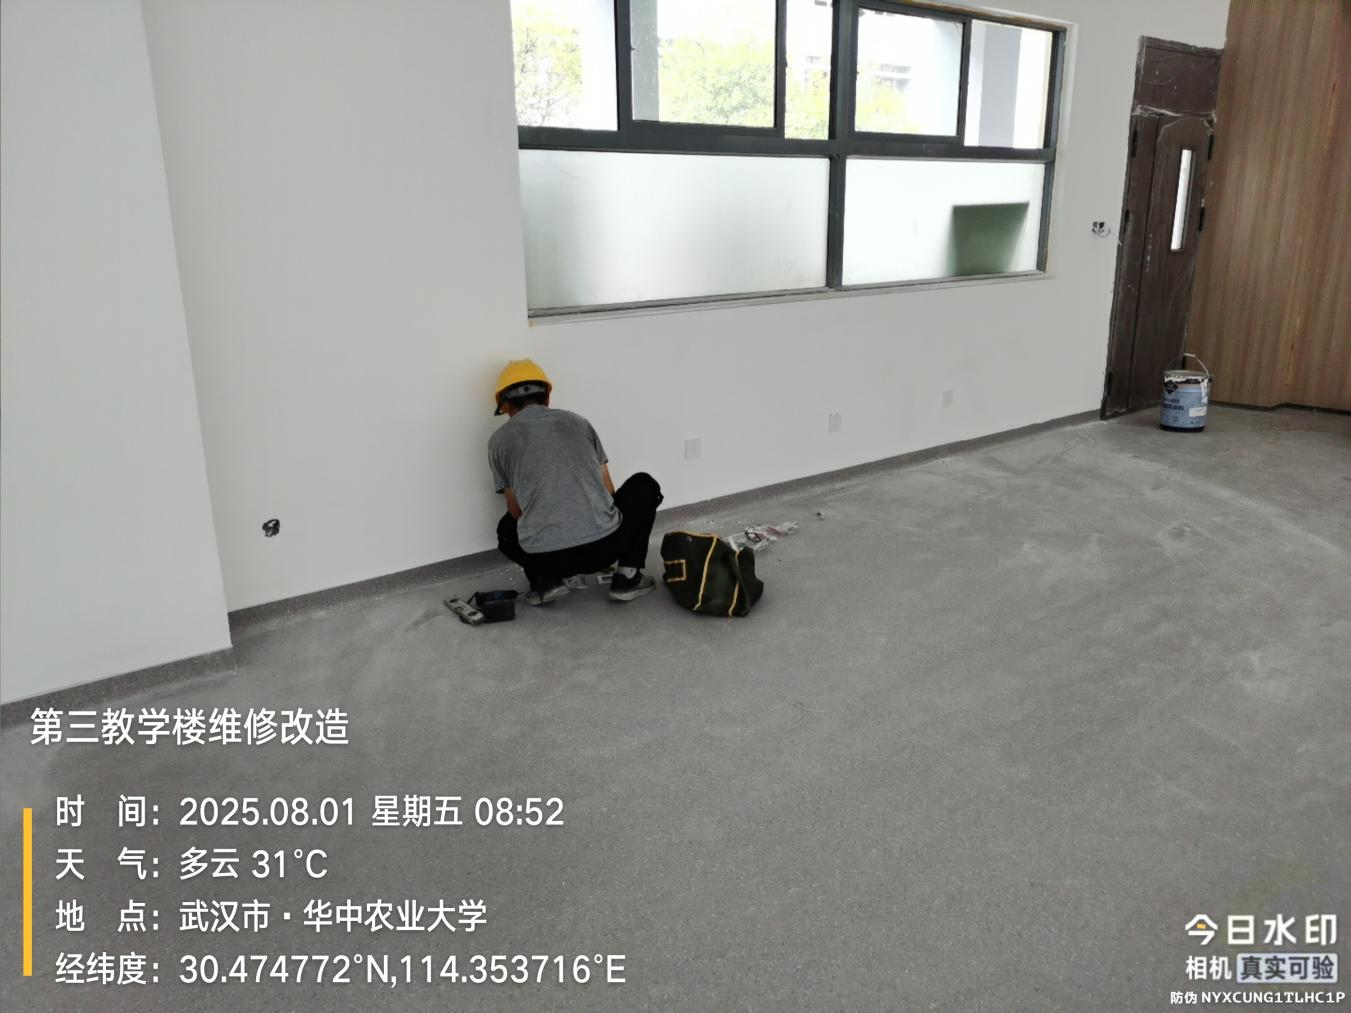 第三教学楼维修改造
时 间：2025.08.01 星期五 08:52
天 气：多云 31°C
地 点：武汉市·华中农业大学
经纬度：30.474772°N,114.353716°E
今日水印
相机 真实可验
防伪 NYXCUNG1TLHC1P